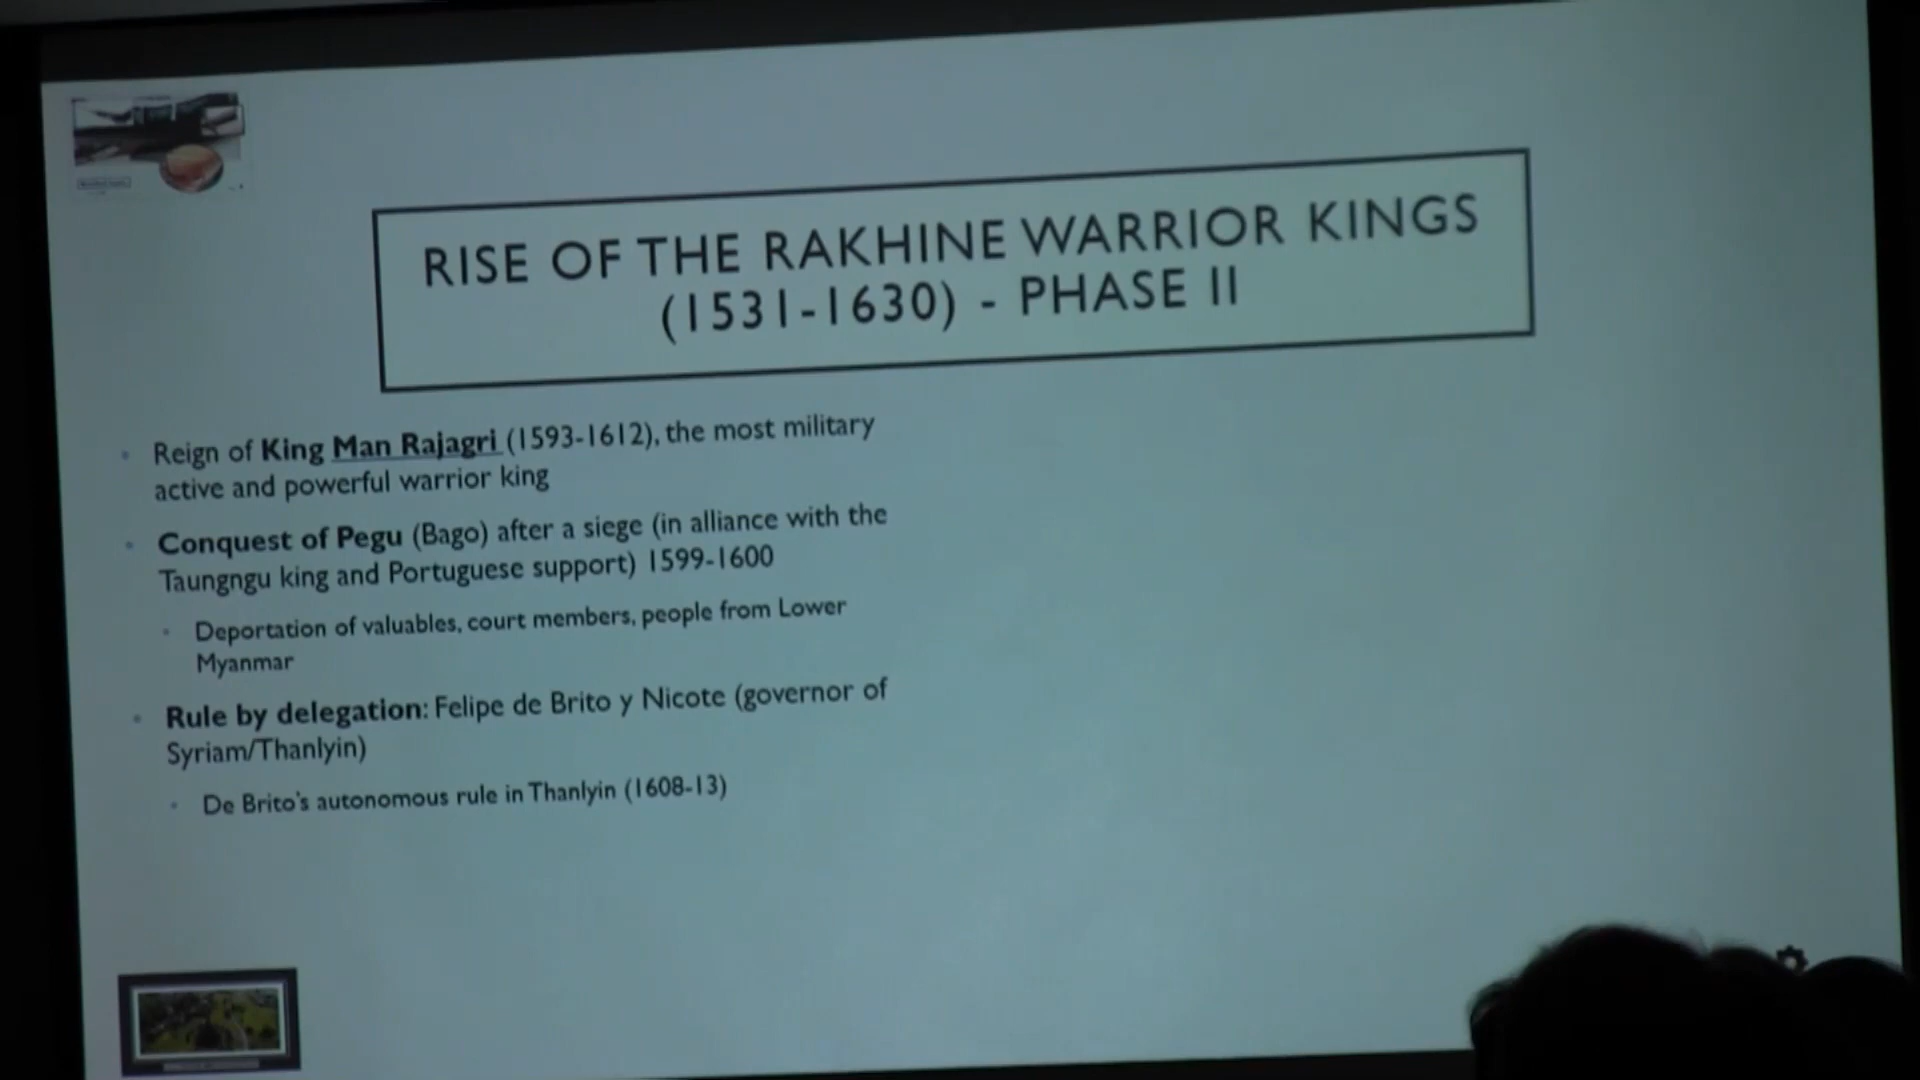 RISE OF THE RAKHINE WARRIOR KINGS
(1531-1630) - PHASE II
Reign of King Man Rajagri (1593-1612), the most military
active and powerful warrior king
Conquest of Pegu (Bago) after a siege (in alliance with the
Taungngu king and Portuguese support) 1599-1600
Deportation of valuables, court members, people from Lower
Myanmar
Rule by delegation: Felipe de Brito y Nicote (governor of
Syriam/Thanlyin)
De Brito's autonomous rule in Thanlyin (1608-13)